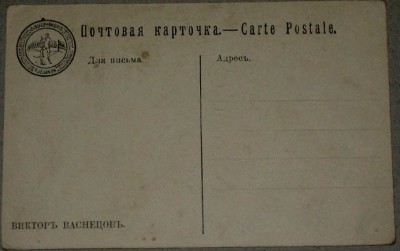 Почтовая карточка.—Carte Postale.
Для письма
Адресъ.
ВИКТОРЪ ВАСНЕЦОВЪ.